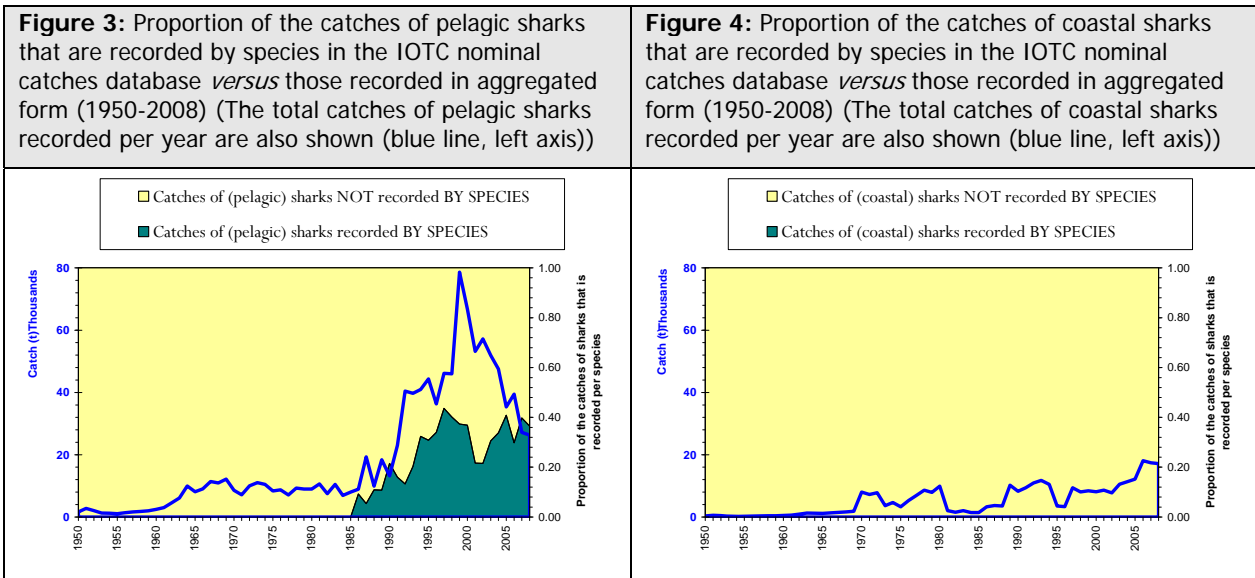 Figure 3: Proportion of the catches of pelagic sharks
that are recorded by species in the IOTC nominal
catches database versus those recorded in aggregated
form (1950-2008) (The total catches of pelagic sharks
recorded per year are also shown (blue line, left axis))
Figure 4: Proportion of the catches of coastal sharks
that are recorded by species in the IOTC nominal
catches database versus those recorded in aggregated
form (1950-2008) (The total catches of coastal sharks
recorded per year are also shown (blue line, left axis))
Catches of (pelagic) sharks NOT recorded BY SPECIES
Catches of (pelagic) sharks recorded BY SPECIES
Catch (t)Thousands
80
60
40
20
0
1.00
0.80
0.60
0.40
0.20
0.00
Proportion of the catches of sharks that is
recorded per species
1950
1955
1960
1965
1970
1975
1980
1985
1990
1995
2000
2005
Catches of (coastal) sharks NOT recorded BY SPECIES
Catches of (coastal) sharks recorded BY SPECIES
Catch (t)Thousands
80
60
40
20
0
1.00
0.80
0.60
0.40
0.20
0.00
Proportion of the catches of sharks that is
recorded per species
1950
1955
1960
1965
1970
1975
1980
1985
1990
1995
2000
2005